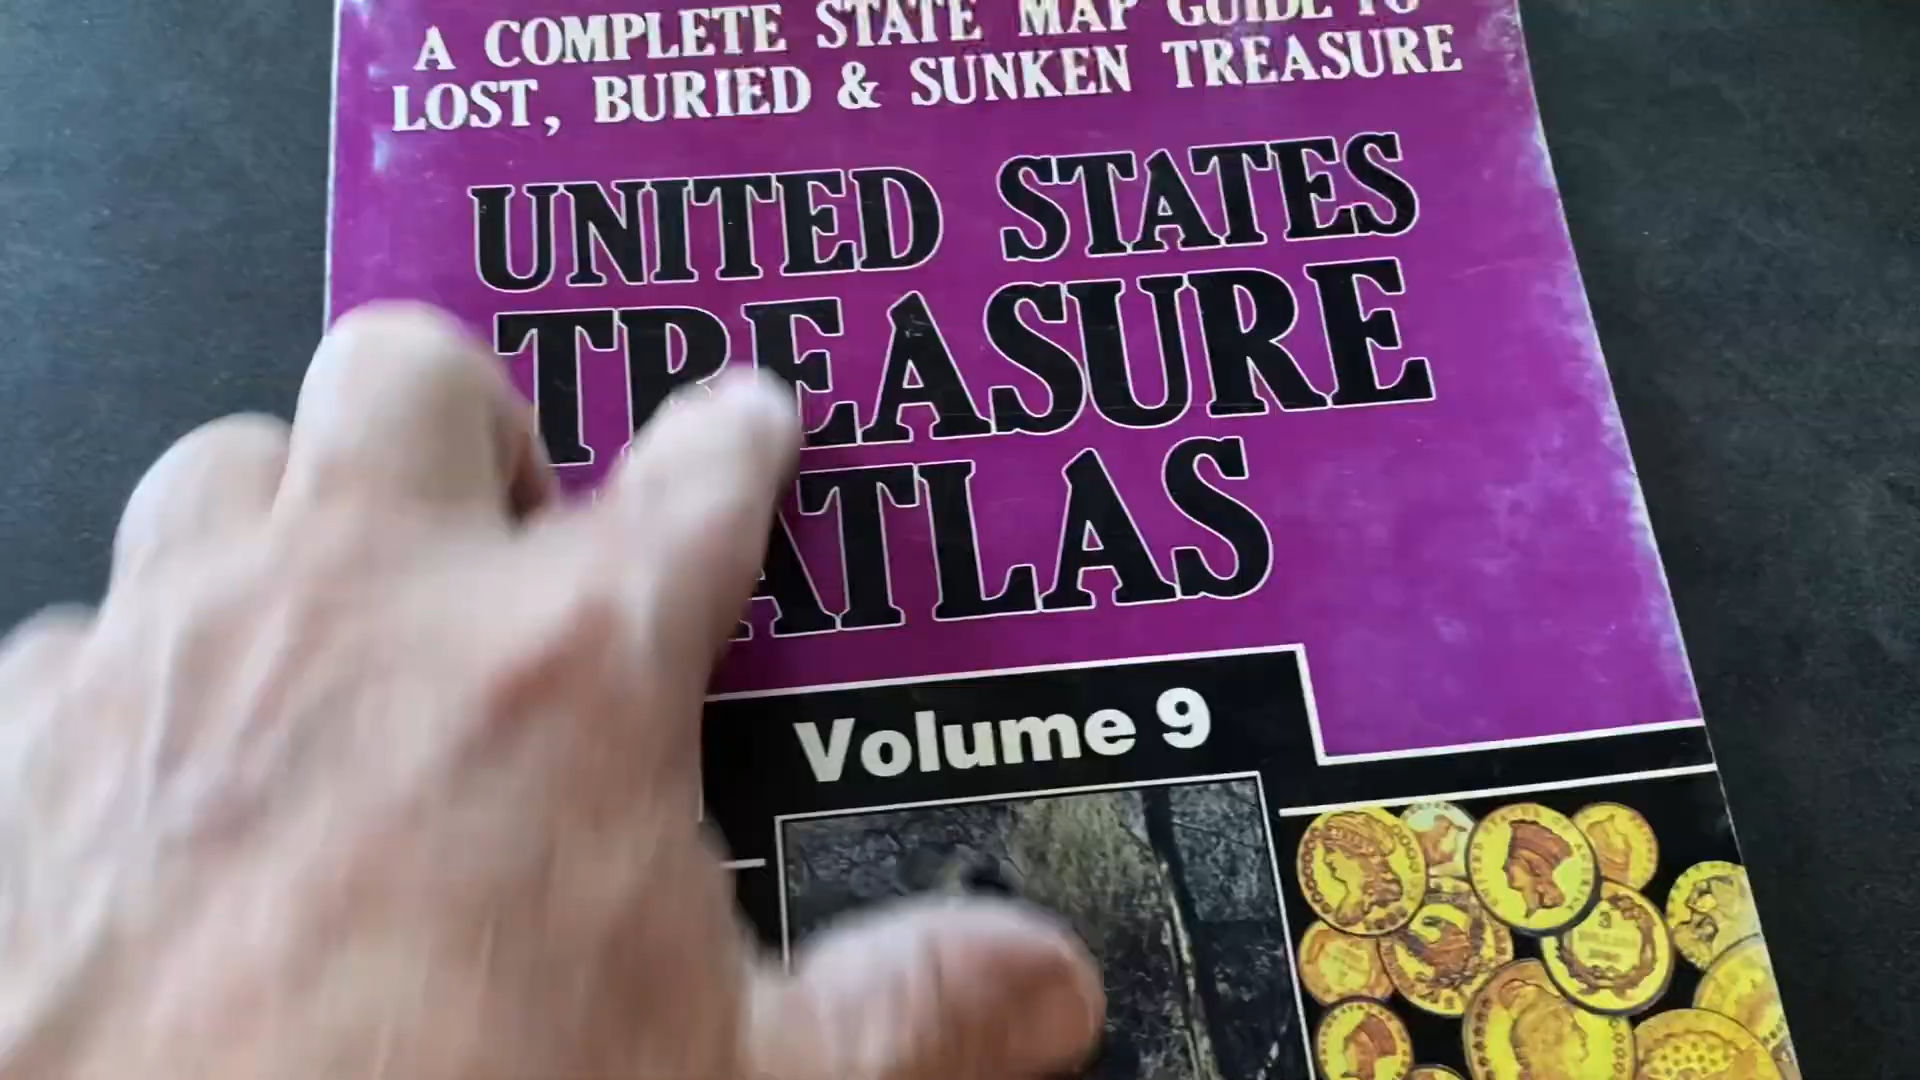 A COMPLETE STATE MAP GUIDE TO
LOST, BURIED & SUNKEN TREASURE
UNITED STATES
TREASURE
ATLAS
Volume 9